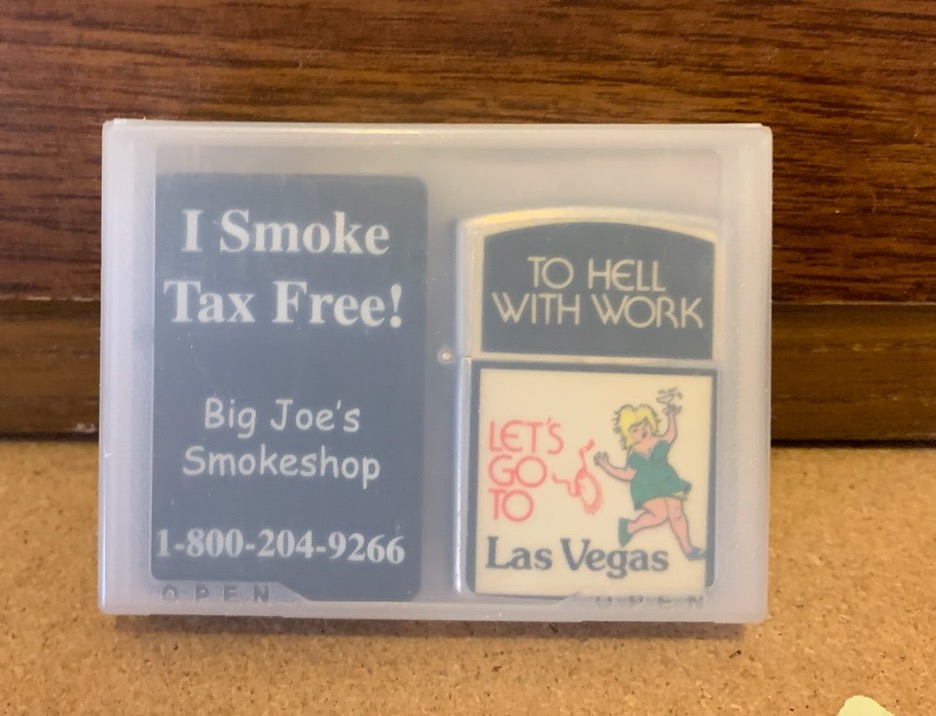 I Smoke
Tax Free!
Big Joe's
Smokeshop
1-800-204-9266
OPEN
TO HELL
WITH WORK
LET'S
GO
TO
Las Vegas
OPEN